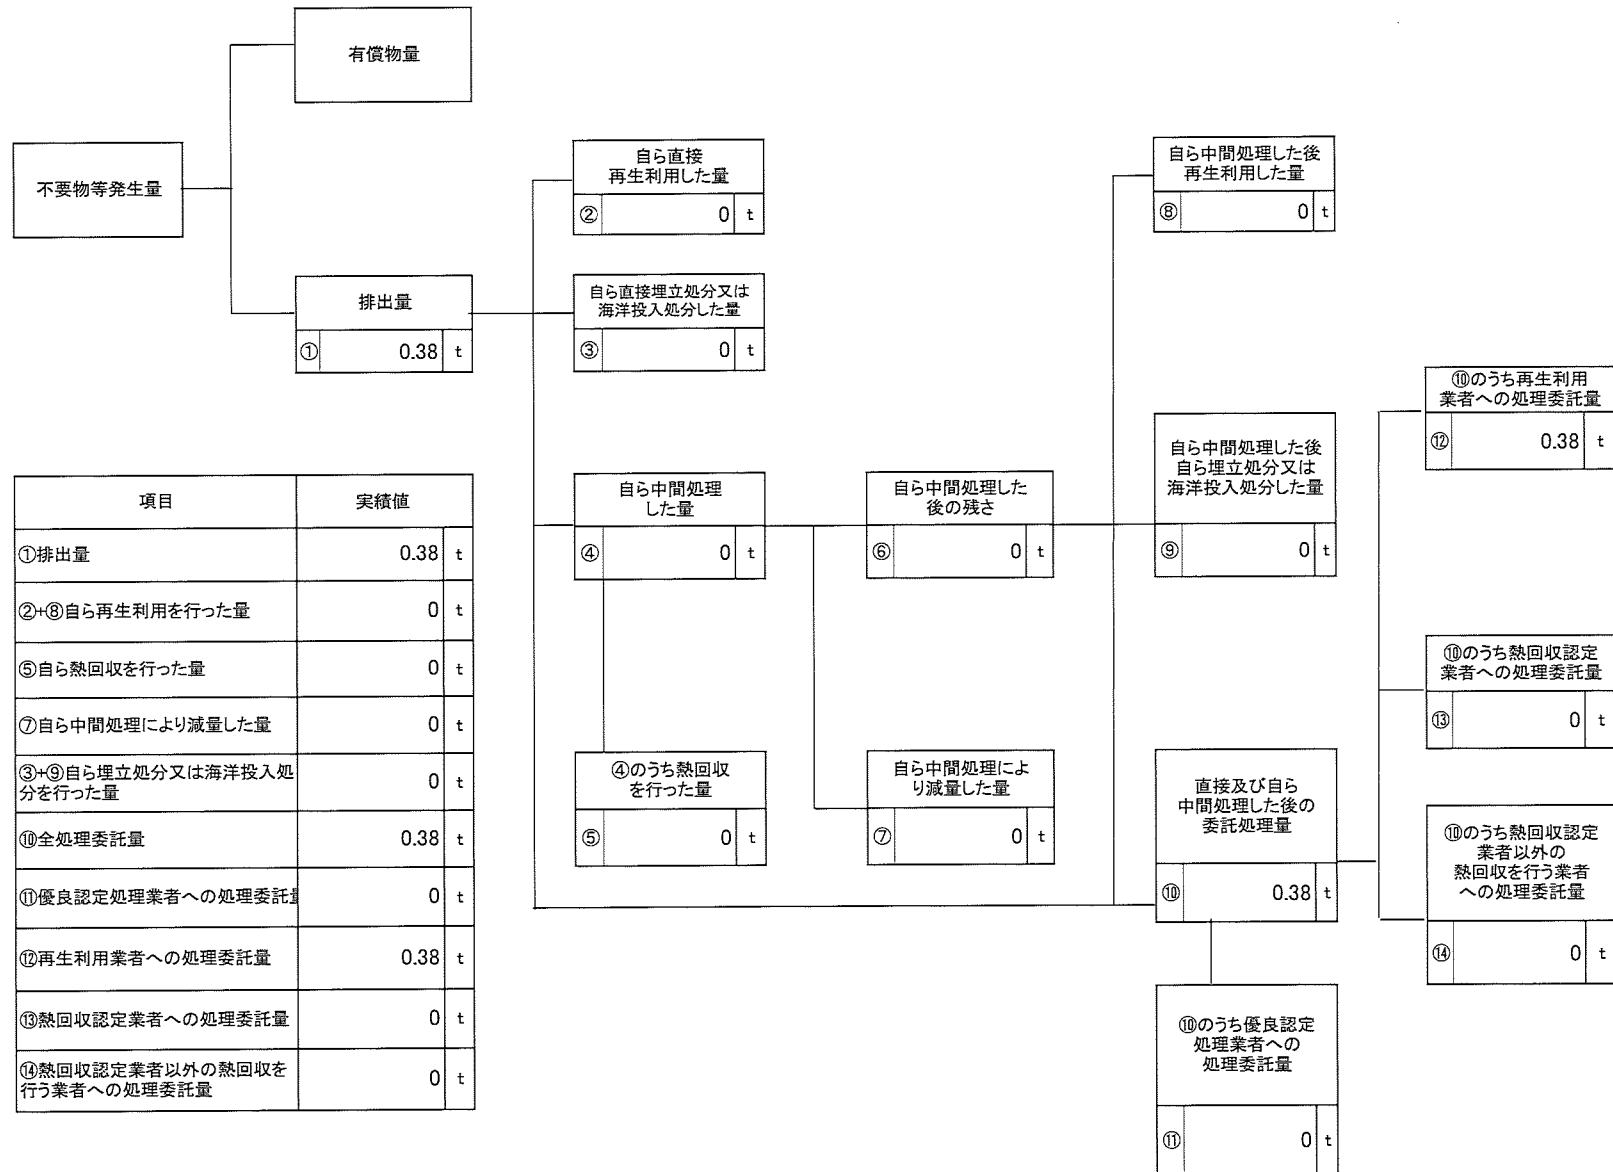 有償物量
不要物等発生量
排出量
① 0.38 t
自ら直接
再生利用した量
② 0 t
自ら直接埋立処分又は
海洋投入処分した量
③ 0 t
自ら中間処理
した量
④ 0 t
④のうち熱回収
を行った量
⑤ 0 t
自ら中間処理した
後の残さ
⑥ 0 t
自ら中間処理によ
り減量した量
⑦ 0 t
自ら中間処理した後
再生利用した量
⑧ 0 t
自ら中間処理した後
自ら埋立処分又は
海洋投入処分した量
⑨ 0 t
直接及び自ら
中間処理した後の
委託処理量
⑩ 0.38 t
⑩のうち優良認定
処理業者への
処理委託量
⑪ 0 t
⑩のうち再生利用
業者への処理委託量
⑫ 0.38 t
⑩のうち熱回収認定
業者への処理委託量
⑬ 0 t
⑩のうち熱回収認定
業者以外の
熱回収を行う業者
への処理委託量
⑭ 0 t
項目 実績値
①排出量 0.38 t
②+⑧自ら再生利用を行った量 0 t
⑤自ら熱回収を行った量 0 t
⑦自ら中間処理により減量した量 0 t
③+⑨自ら埋立処分又は海洋投入処
分を行った量 0 t
⑩全処理委託量 0.38 t
⑪優良認定処理業者への処理委託量 0 t
⑫再生利用業者への処理委託量 0.38 t
⑬熱回収認定業者への処理委託量 0 t
⑭熱回収認定業者以外の熱回収を
行う業者への処理委託量 0 t